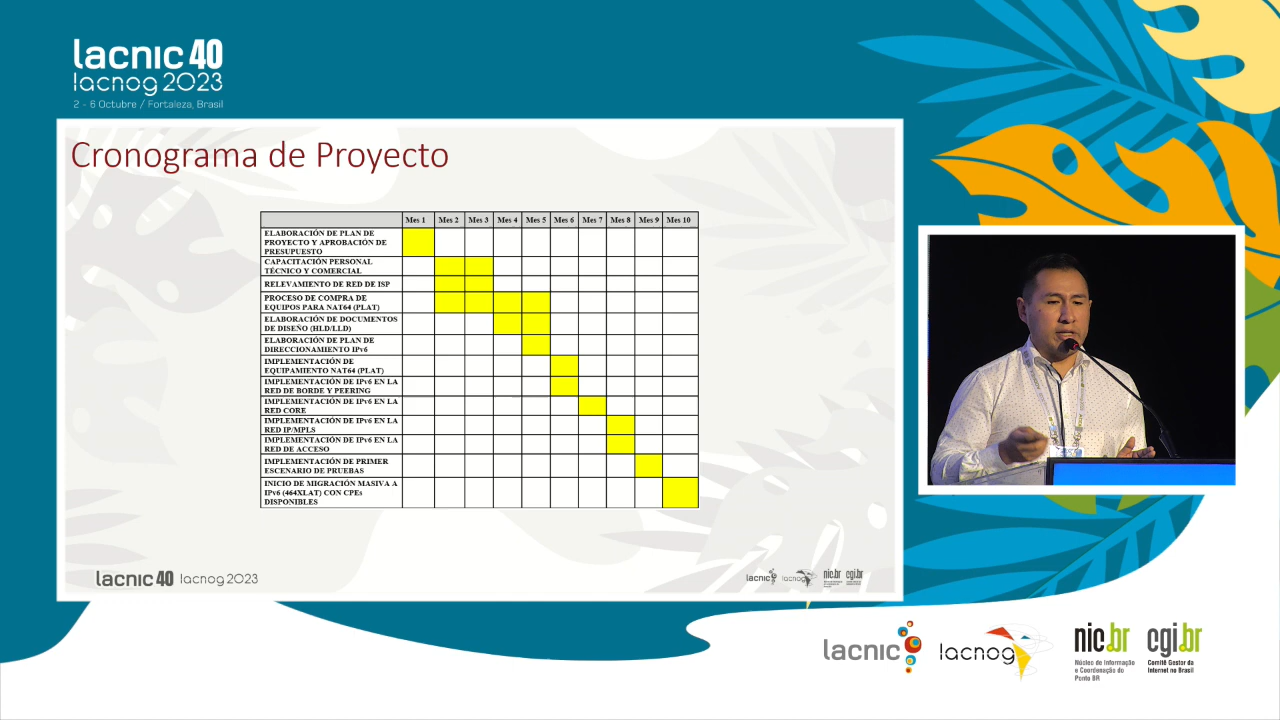 lacnic 40
lacnog 2023
2 - 6 Octubre / Fortaleza, Brasil
Cronograma de Proyecto
Mes 1 Mes 2 Mes 3 Mes 4 Mes 5 Mes 6 Mes 7 Mes 8 Mes 9 Mes 10
ELABORACIÓN DE PLAN DE
PROYECTO Y APROBACIÓN DE
PRESUPUESTO
CAPACITACIÓN PERSONAL
TÉCNICO Y COMERCIAL
RELEVAMIENTO DE RED DE ISP
PROCESO DE COMPRA DE
EQUIPOS PARA NAT64 (PLAT)
ELABORACIÓN DE DOCUMENTOS
DE DISEÑO (HLD/LLD)
ELABORACIÓN DE PLAN DE
DIRECCIONAMIENTO IPv6
IMPLEMENTACIÓN DE
EQUIPAMIENTO NAT64 (PLAT)
IMPLEMENTACIÓN DE IPv6 EN LA
RED DE BORDE Y PEERING
IMPLEMENTACIÓN DE IPv6 EN LA
RED CORE
IMPLEMENTACIÓN DE IPv6 EN LA
RED IP/MPLS
IMPLEMENTACIÓN DE IPv6 EN LA
RED DE ACCESO
IMPLEMENTACIÓN DE PRIMER
ESCENARIO DE PRUEBAS
INICIO DE MIGRACIÓN MASIVA A
IPv6 (464XLAT) CON CPEs
DISPONIBLES
lacnic 40 lacnog 2023
lacnic lacnog nic.br cgi.br
lacnic lacnog nic.br cgi.br
Núcleo de Informação
e Coordenação do
Ponto BR
Comitê Gestor da
Internet no Brasil